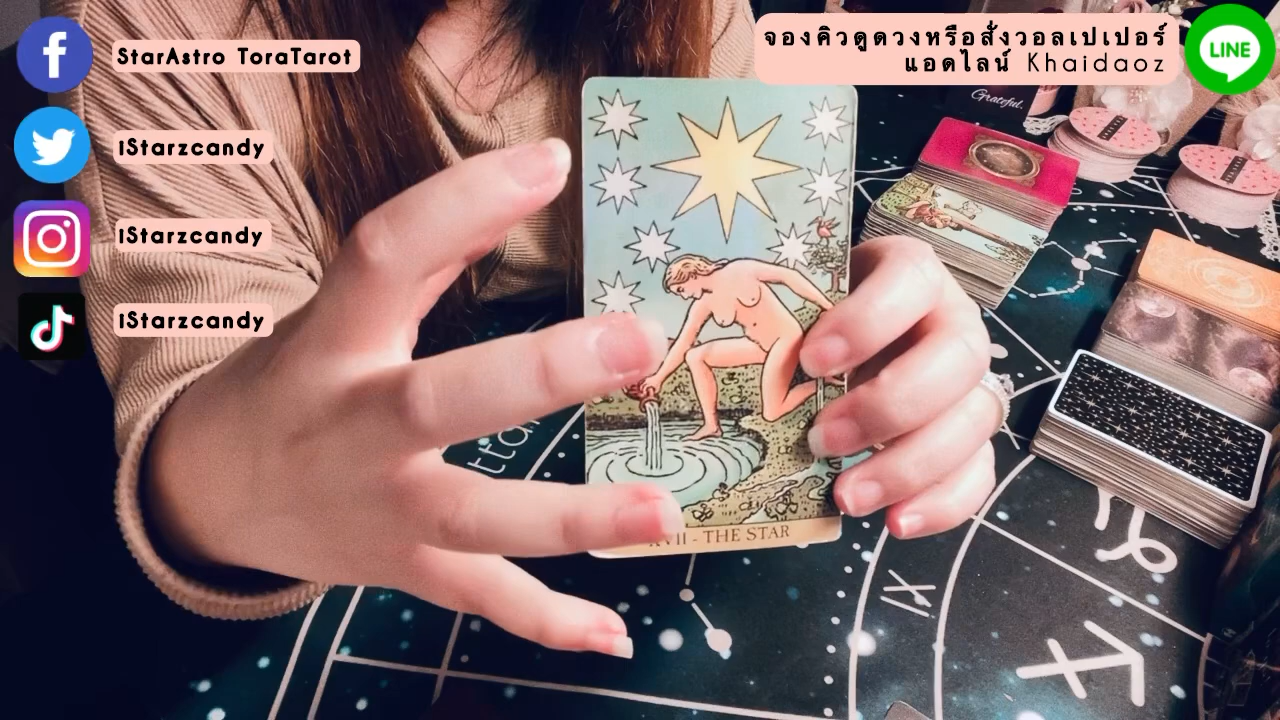 StarAstro ToraTarot
iStarzcandy
iStarzcandy
iStarzcandy
จองคิวดูดวงหรือสั่งวอลเปเปอร์
แอดไลน์ Khaidaoz
LINE
Grateful.
XVII - THE STAR